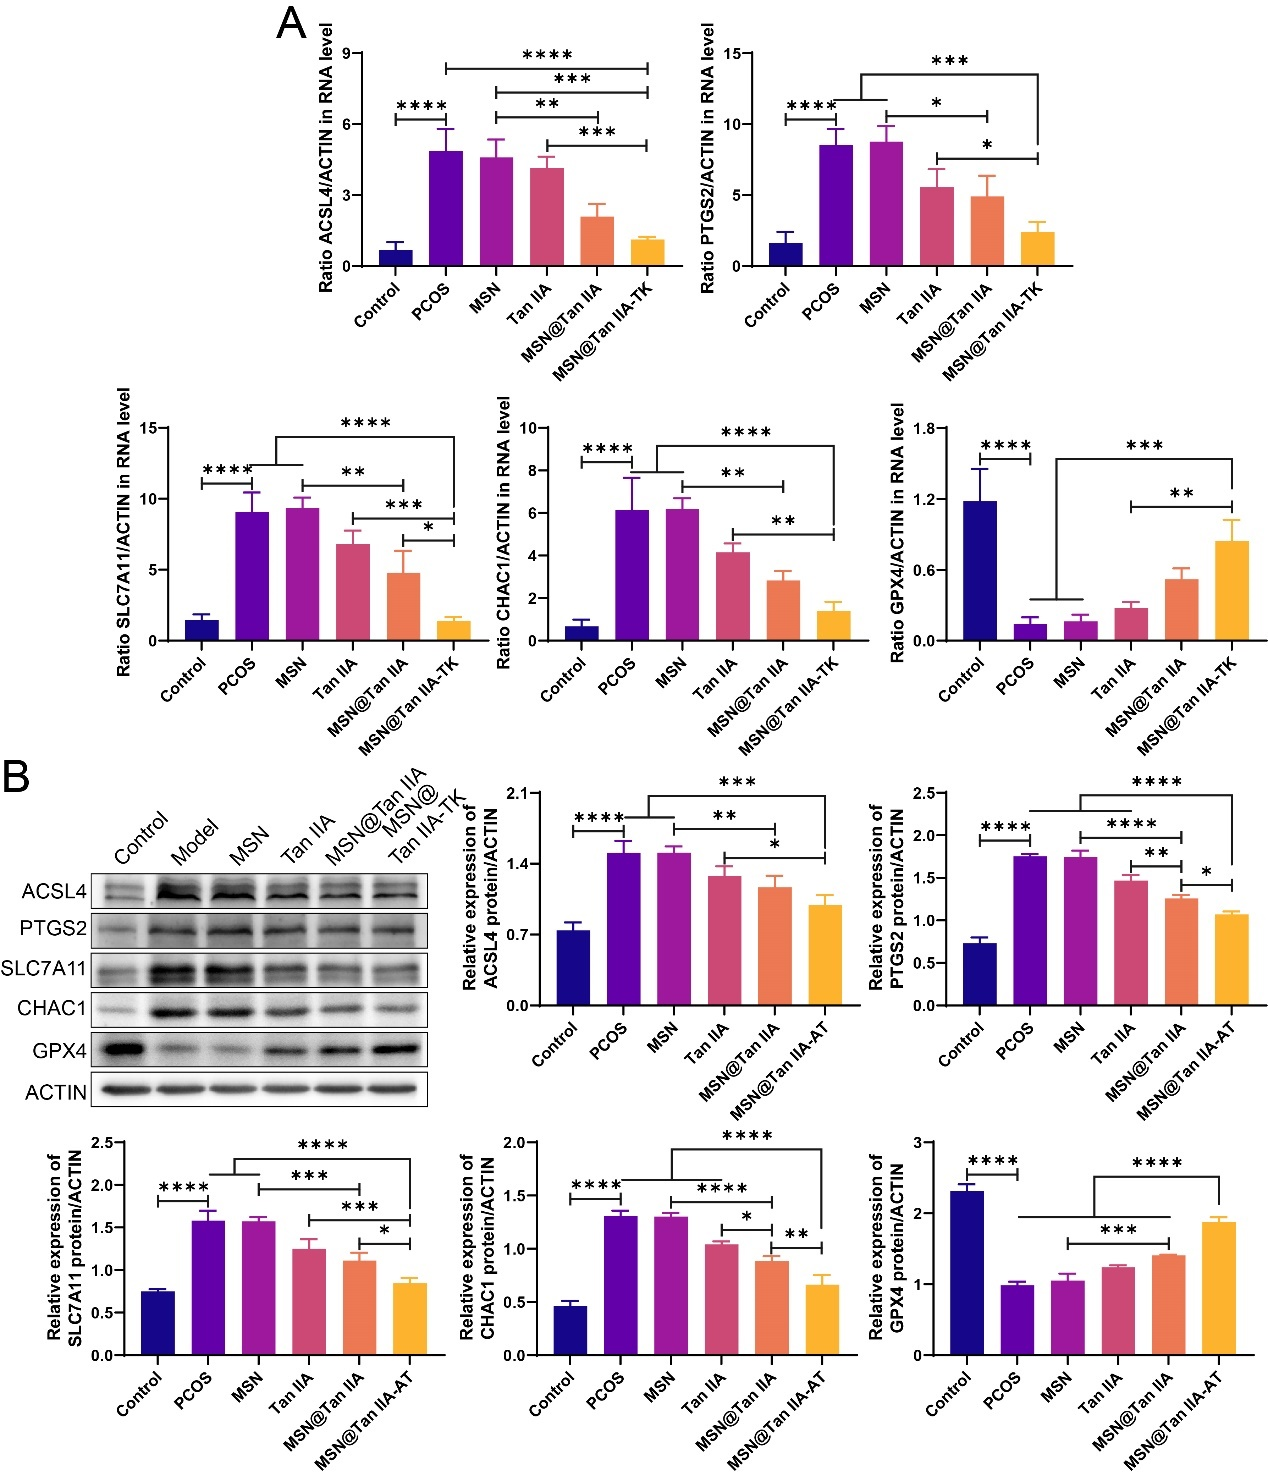 A
Ratio ACSL4/ACTIN in RNA level
9
6
3
0
****
***
**
***
****
Control
PCOS
MSN
Tan IIA
MSN@Tan IIA
MSN@Tan IIA-TK
Ratio PTGS2/ACTIN in RNA level
15
10
5
0
***
****
*
*
Control
PCOS
MSN
Tan IIA
MSN@Tan IIA
MSN@Tan IIA-TK
Ratio SLC7A11/ACTIN in RNA level
15
10
5
0
****
****
**
***
*
Control
PCOS
MSN
Tan IIA
MSN@Tan IIA
MSN@Tan IIA-TK
Ratio CHAC1/ACTIN in RNA level
10
8
6
4
2
0
****
****
**
**
Control
PCOS
MSN
Tan IIA
MSN@Tan IIA
MSN@Tan IIA-TK
Ratio GPX4/ACTIN in RNA level
1.8
1.2
0.6
0.0
****
***
**
Control
PCOS
MSN
Tan IIA
MSN@Tan IIA
MSN@Tan IIA-TK
B
Control
Model
MSN
Tan IIA
MSN@Tan IIA
MSN@
Tan IIA-TK
ACSL4
PTGS2
SLC7A11
CHAC1
GPX4
ACTIN
Relative expression of
ACSL4 protein/ACTIN
2.1
1.4
0.7
0.0
***
****
**
*
Control
PCOS
MSN
Tan IIA
MSN@Tan IIA
MSN@Tan IIA-AT
Relative expression of
PTGS2 protein/ACTIN
2.5
2.0
1.5
1.0
0.5
0.0
****
****
****
**
*
Control
PCOS
MSN
Tan IIA
MSN@Tan IIA
MSN@Tan IIA-AT
Relative expression of
SLC7A11 protein/ACTIN
2.5
2.0
1.5
1.0
0.5
0.0
****
****
***
***
*
Control
PCOS
MSN
Tan IIA
MSN@Tan IIA
MSN@Tan IIA-AT
Relative expression of
CHAC1 protein/ACTIN
2.0
1.5
1.0
0.5
0.0
****
****
****
*
**
Control
PCOS
MSN
Tan IIA
MSN@Tan IIA
MSN@Tan IIA-AT
Relative expression of
GPX4 protein/ACTIN
3
2
1
0
****
****
***
Control
PCOS
MSN
Tan IIA
MSN@Tan IIA
MSN@Tan IIA-AT